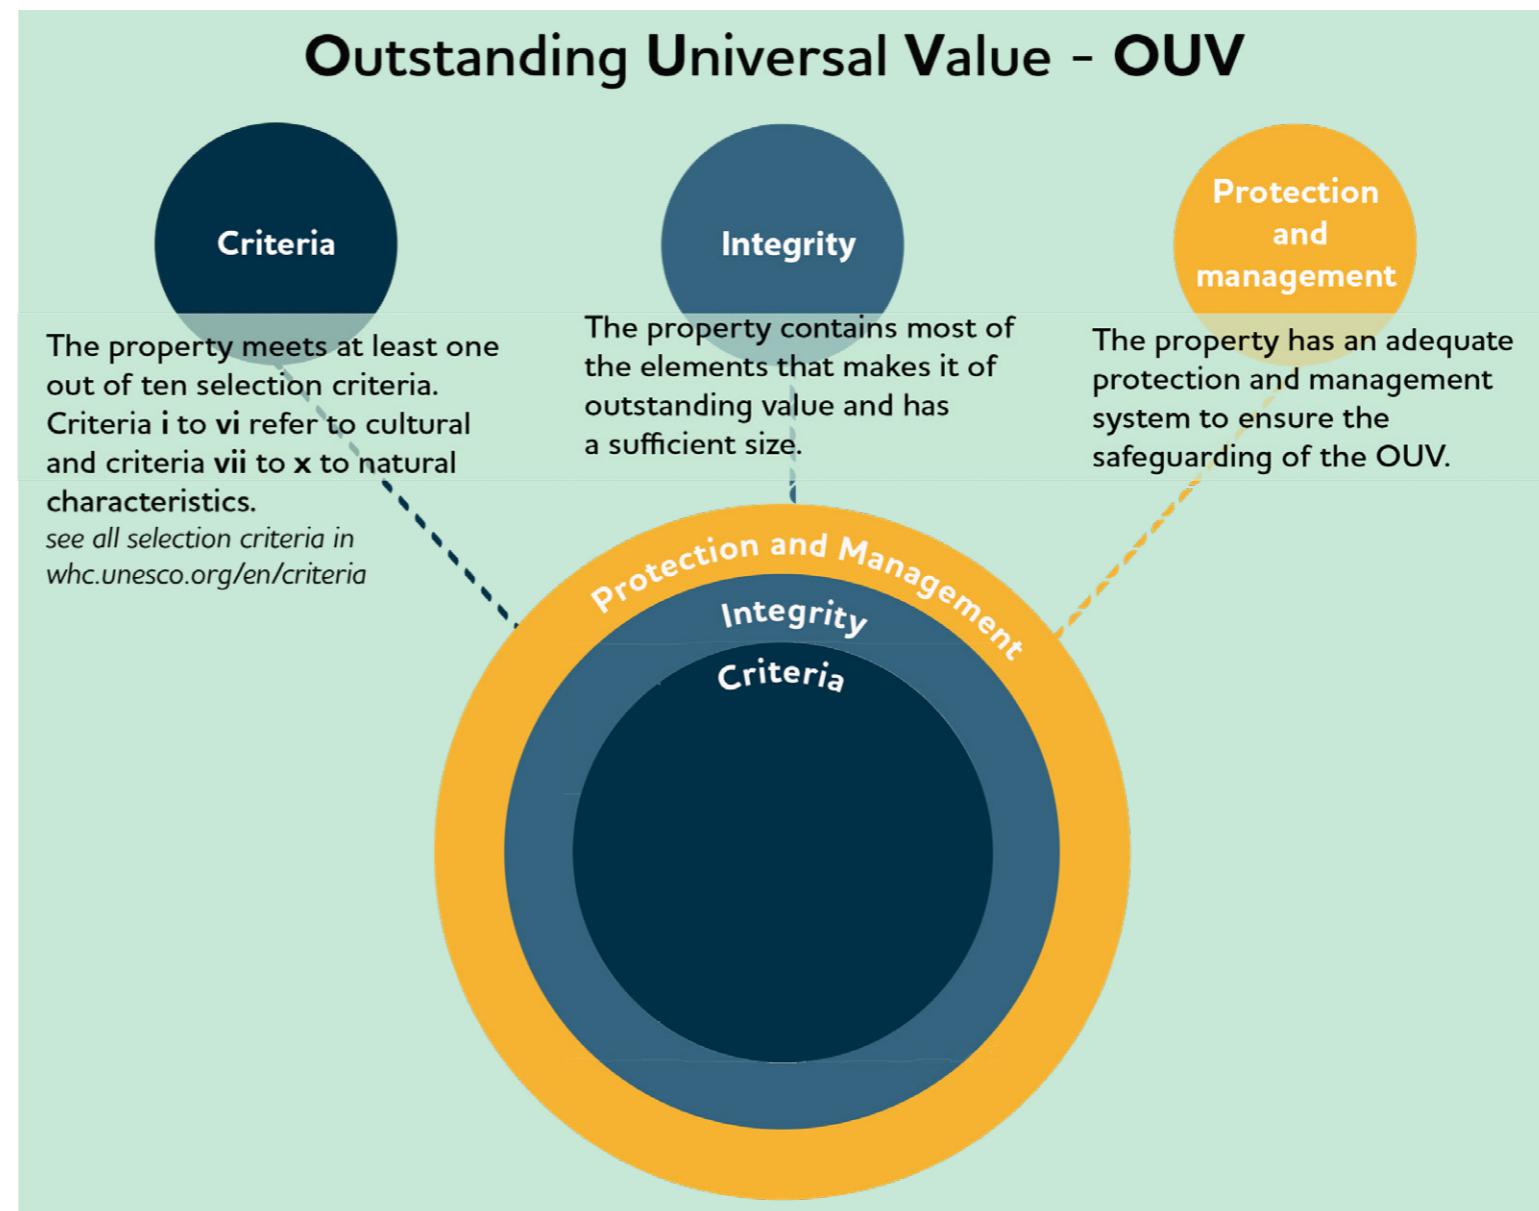 Outstanding Universal Value - OUV
Criteria
The property meets at least one
out of ten selection criteria.
Criteria i to vi refer to cultural
and criteria vii to x to natural
characteristics.
see all selection criteria in
whc.unesco.org/en/criteria
Integrity
The property contains most of
the elements that makes it of
outstanding value and has
a sufficient size.
Protection
and
management
The property has an adequate
protection and management
system to ensure the
safeguarding of the OUV.
Protection and Management
Integrity
Criteria